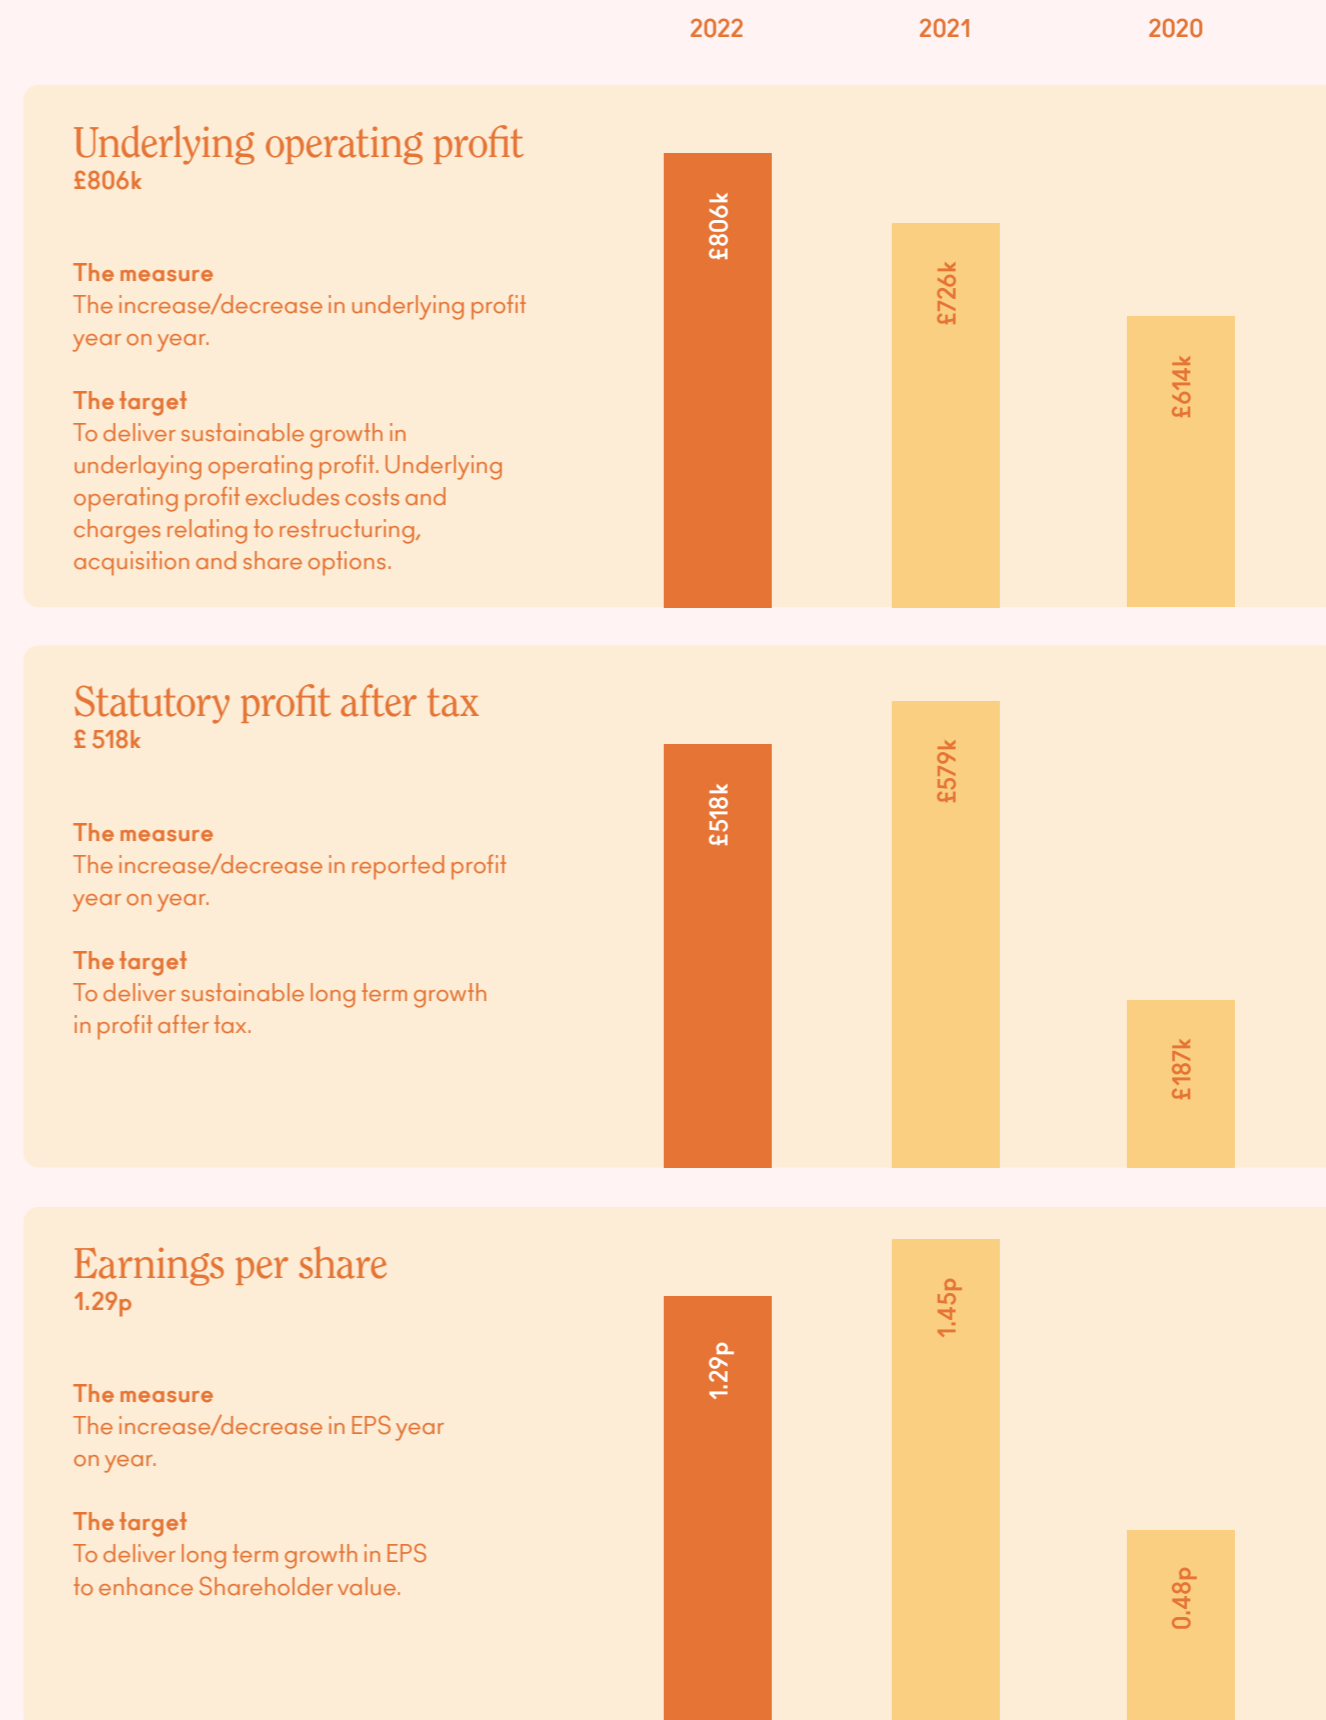 2022 2021 2020
Underlying operating profit
£806k
The measure
The increase/decrease in underlying profit
year on year.
The target
To deliver sustainable growth in
underlaying operating profit. Underlying
operating profit excludes costs and
charges relating to restructuring,
acquisition and share options.
£806k
£726k
£614k
Statutory profit after tax
£ 518k
The measure
The increase/decrease in reported profit
year on year.
The target
To deliver sustainable long term growth
in profit after tax.
£518k
£579k
£187k
Earnings per share
1.29p
The measure
The increase/decrease in EPS year
on year.
The target
To deliver long term growth in EPS
to enhance Shareholder value.
1.29p
1.45p
0.48p